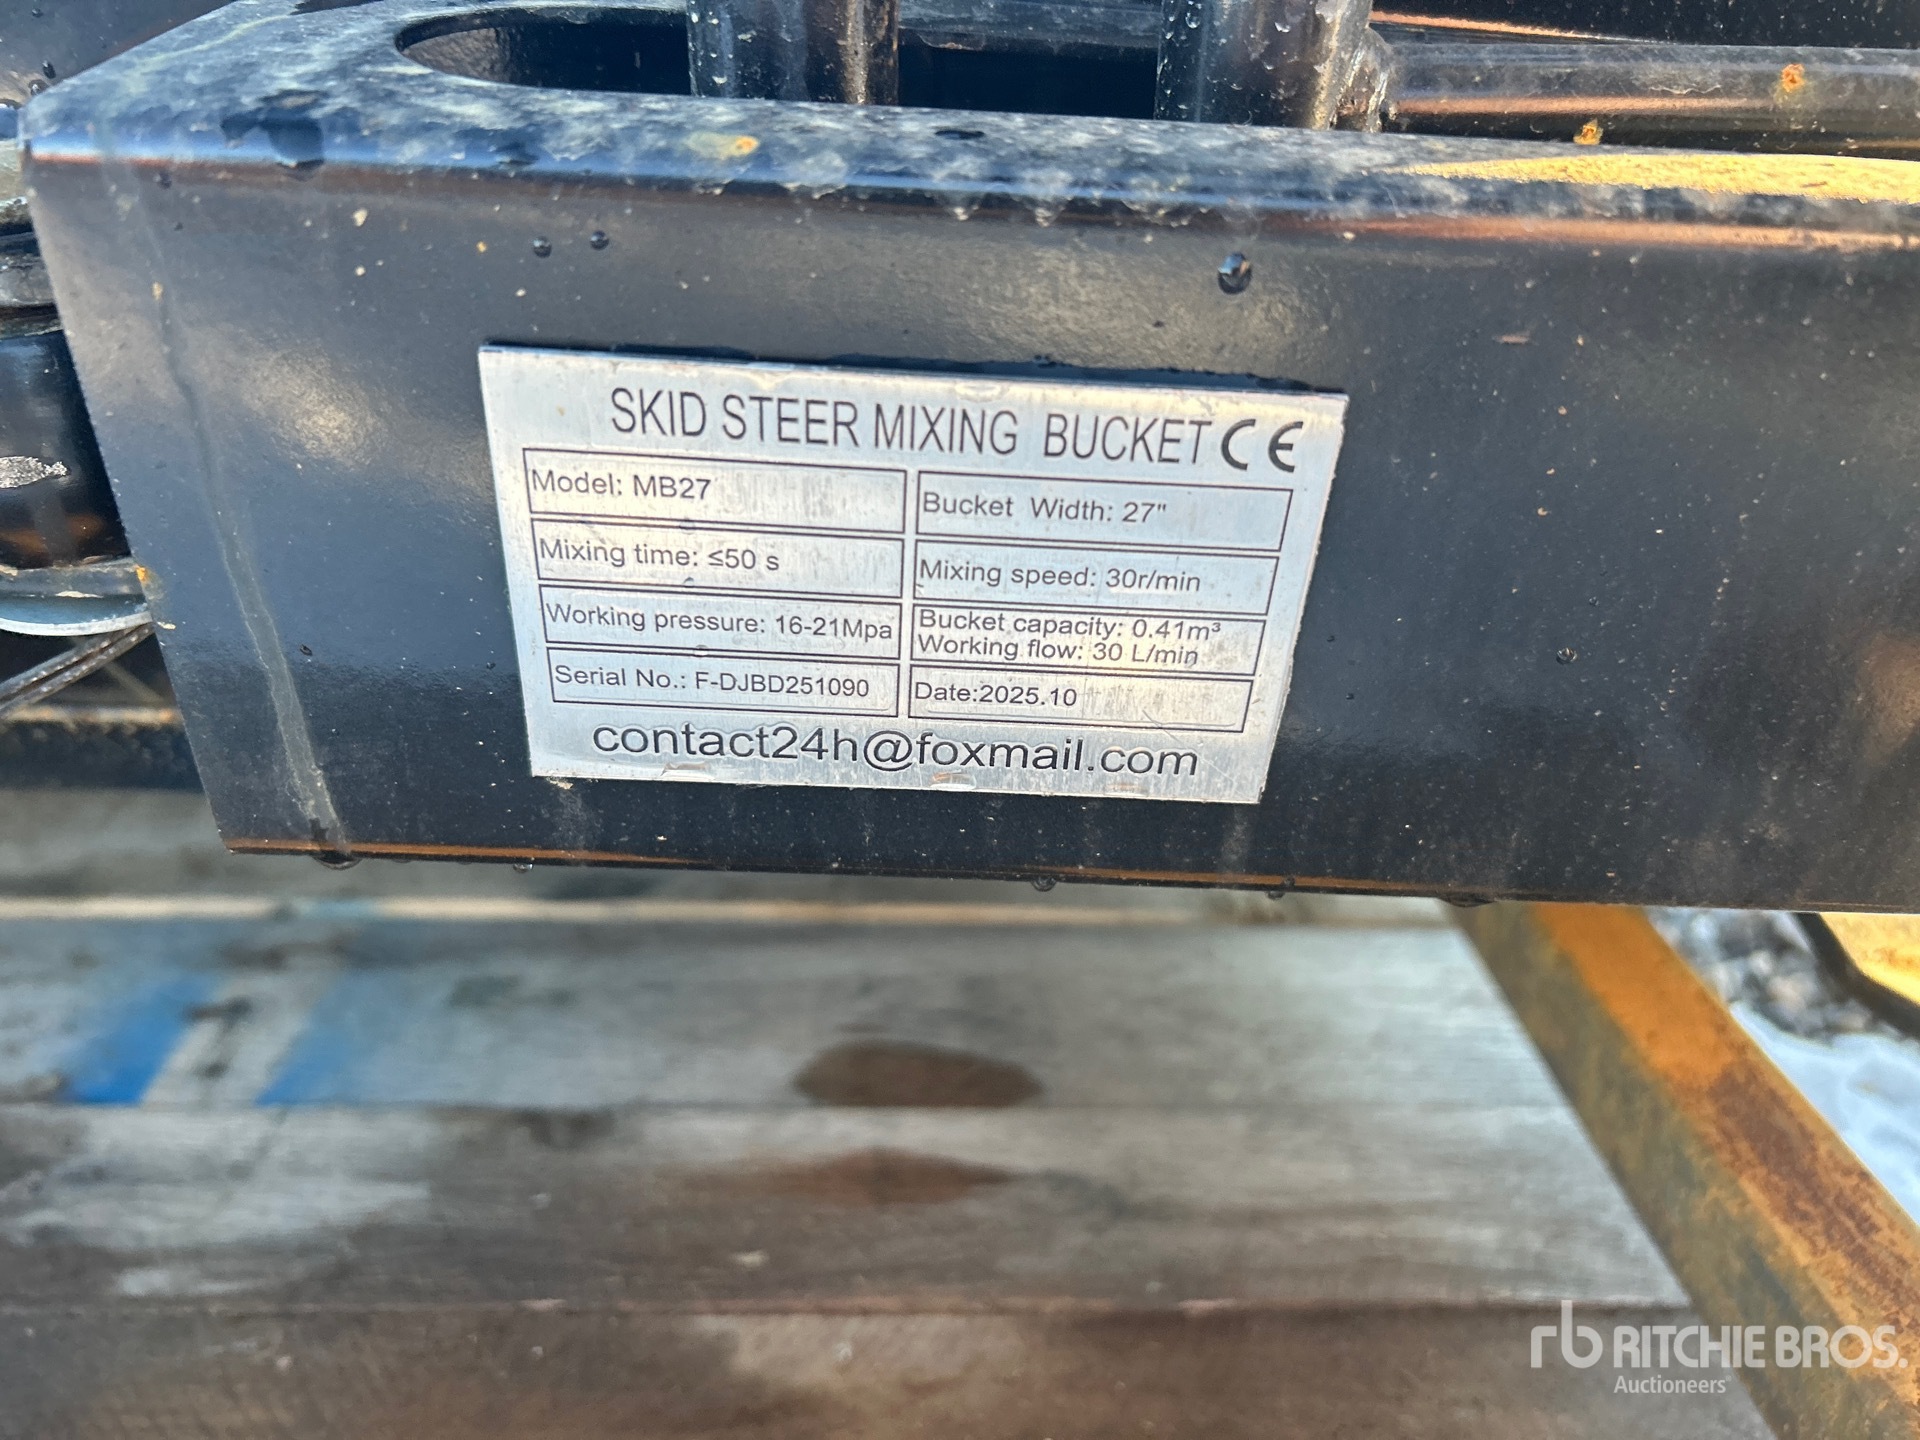 SKID STEER MIXING BUCKET CE
Model: MB27
Bucket Width: 27"
Mixing time: ≤50 s
Mixing speed: 30r/min
Working pressure: 16-21Mpa
Bucket capacity: 0.41m³
Working flow: 30 L/min
Serial No.: F-DJBD251090
Date:2025.10
contact24h@foxmail.com
rb RITCHIE BROS.
Auctioneers